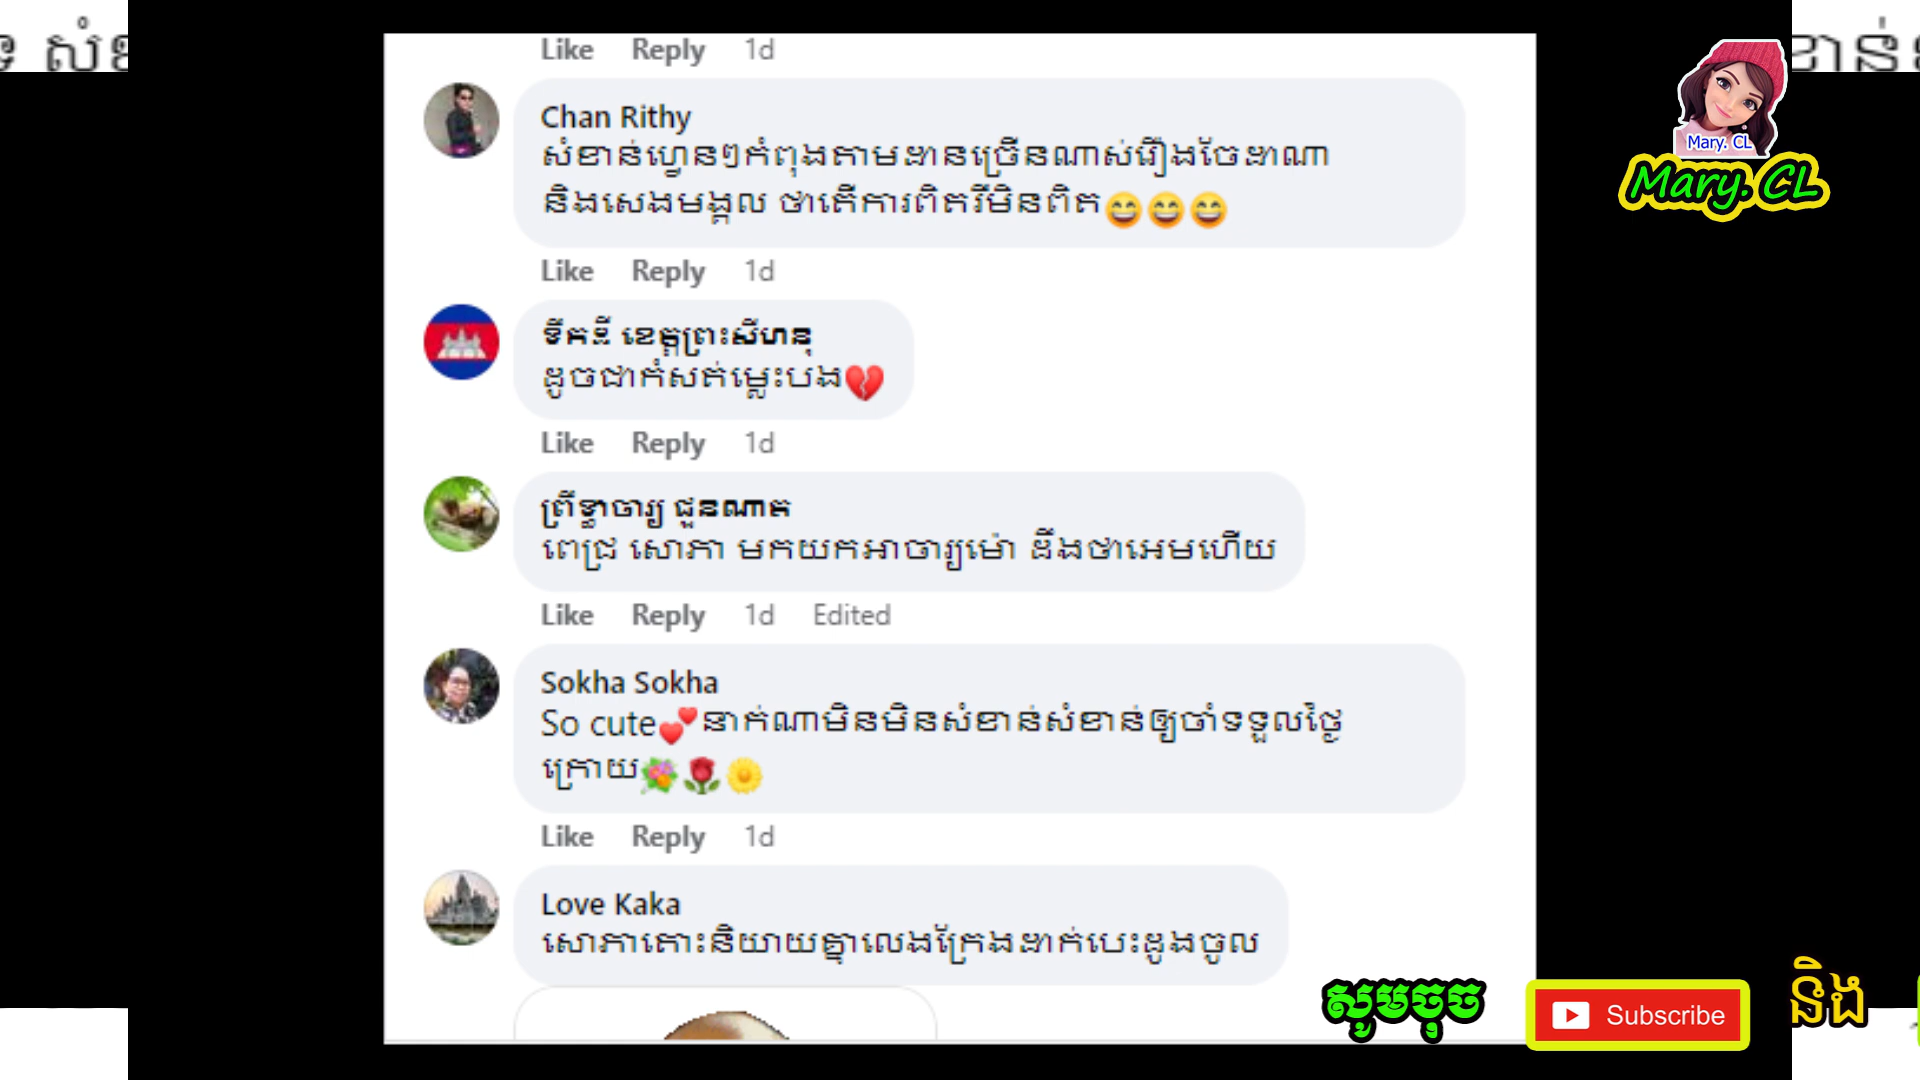 Like Reply 1d
Chan Rithy
សំខាន់ហ្វេនៗកំពុងតាមដានច្រើនណាស់រឿងចែដាណា
និងសេងមង្គល ថាតើការពិតរឺមិនពិត😄😄😄
Like Reply 1d
ទឹកដី ខេត្តព្រះសីហនុ
ដូចជាកំសត់ម្លេះបង💔
Like Reply 1d
ព្រឹទ្ធាចារ្យ ជួនណាត
ពេជ្រ សោភា មកយកអាចារ្យម៉ោ ដឹងថាអេមហើយ
Like Reply 1d Edited
Sokha Sokha
So cute💕នាក់ណាមិនមិនសំខាន់សំខាន់ឲ្យចាំទទួលថ្ងៃ
ក្រោយ💐🌹🌼
Like Reply 1d
Love Kaka
សោភាតោះនិយាយគ្នាលេងក្រែងដាក់បេះដូងចូល
Mary. CL
Mary. CL
សូមចុច
Subscribe
និង